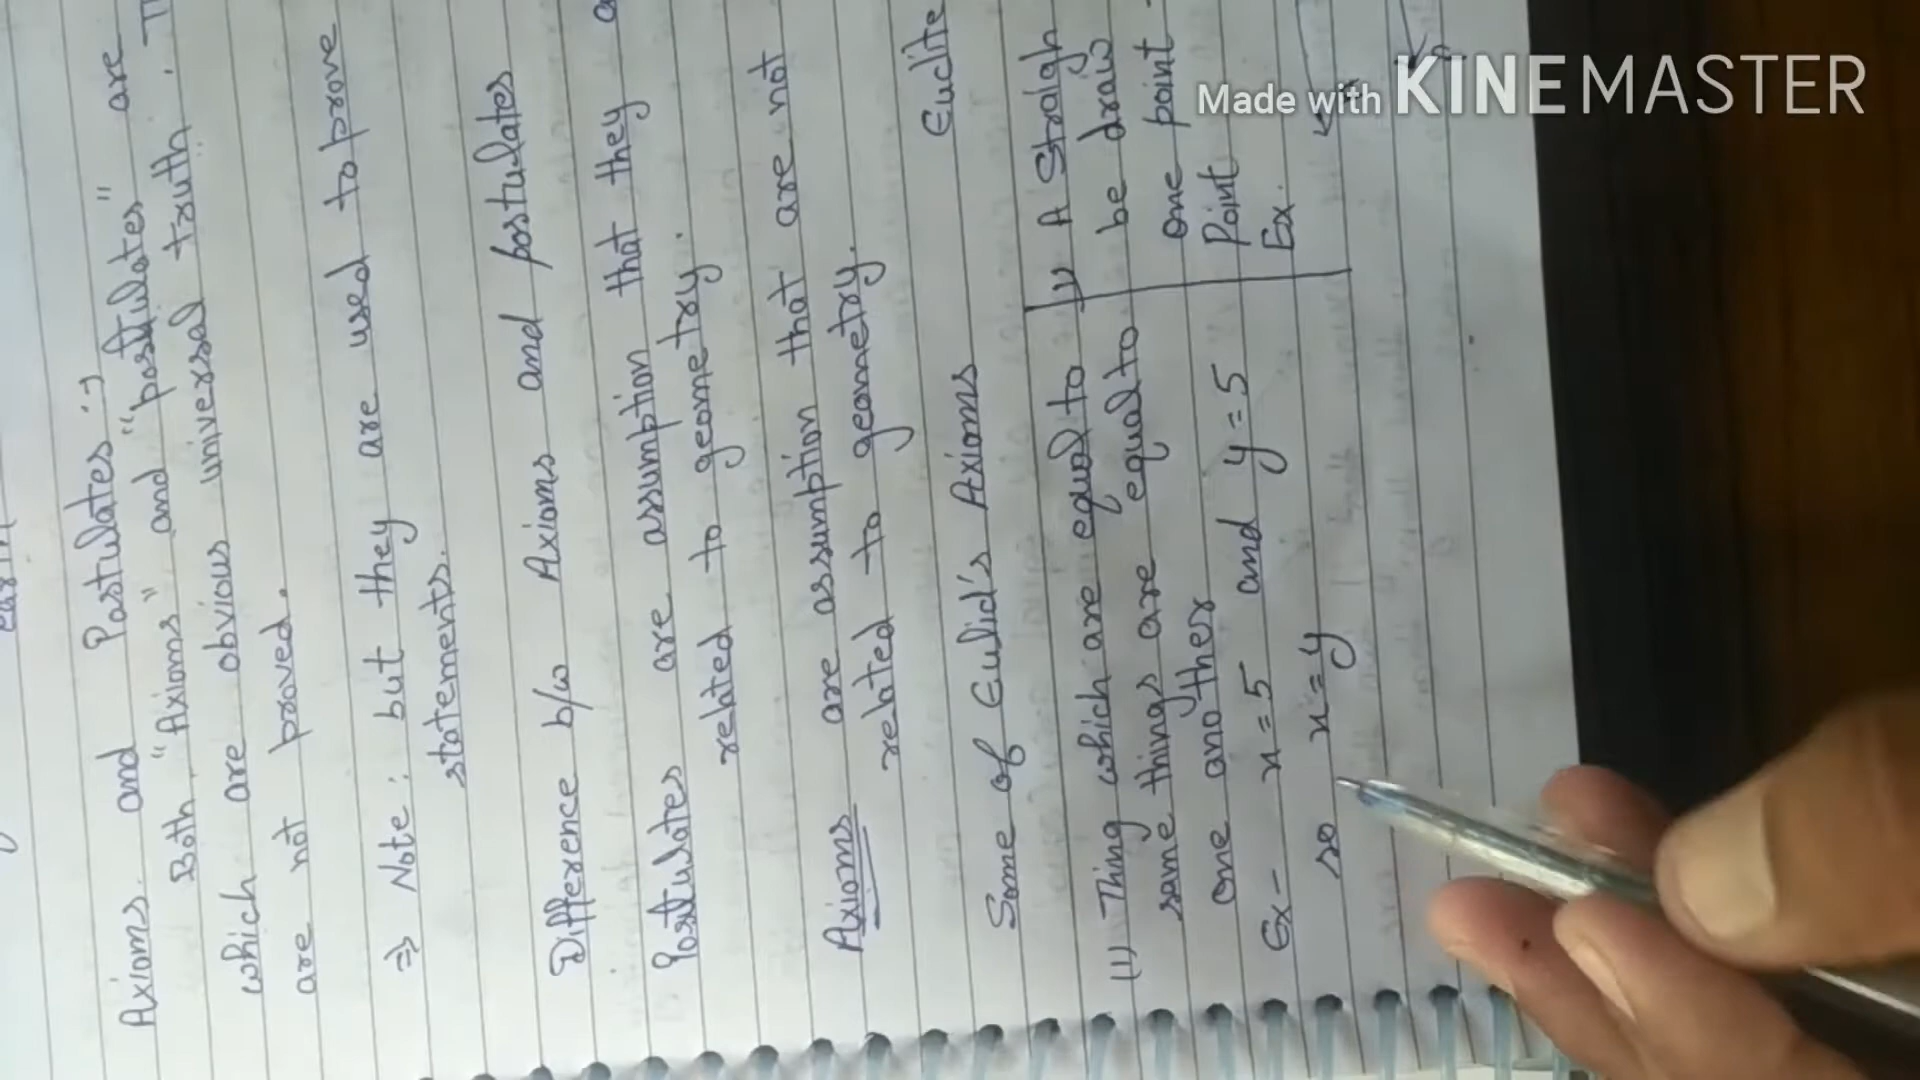 Axioms. and Postulates :→
Both "Axioms" and "postulates" are
which are obvious universal truth.
are not proved.
⇒ Note : but they are used to prove
statements.
Difference b/w Axioms and postulates
Postulates are assumption that they
related to geometry.
Axioms are assumption that are not
related to geometry.
Some of Eulid's Axioms
(1) Thing which are equal to
same things are equal to
one another
Ex- x=5 and y=5
so x=y
Euclite
A Straigh
be draw
one point
Point
Ex.
Made with KINEMASTER